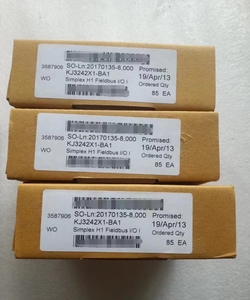 3587906 SO-Ln:20170135-8,000 Promised:
KJ3242X1-BA1 19/Apr/13
WO Simplex H1 Fieldbus I/O I Ordered Qty
85 EA
3587906 SO-Ln:20170135-8,000 Promised:
KJ3242X1-BA1 19/Apr/13
WO Simplex H1 Fieldbus I/O I Ordered Qty
85 EA
3587906 SO-Ln:20170135-8,000 Promised:
KJ3242X1-BA1 19/Apr/13
WO Simplex H1 Fieldbus I/O I Ordered Qty
85 EA